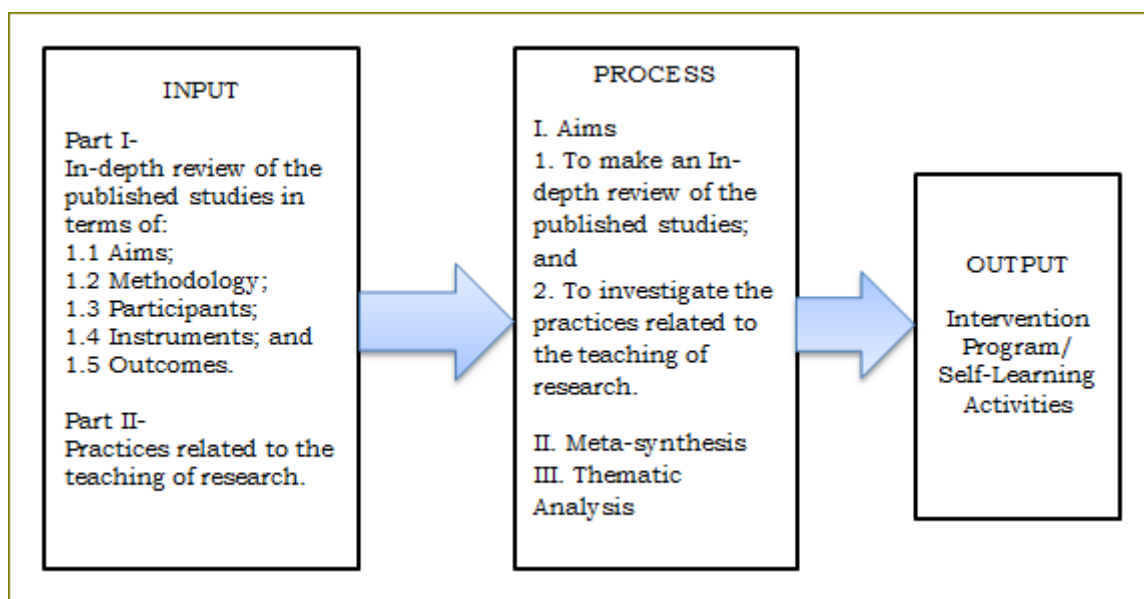 INPUT
Part I-
In-depth review of the
published studies in
terms of:
1.1 Aims;
1.2 Methodology;
1.3 Participants;
1.4 Instruments; and
1.5 Outcomes.
Part II-
Practices related to the
teaching of research.
PROCESS
I. Aims
1. To make an In-
depth review of the
published studies;
and
2. To investigate the
practices related to
the teaching of
research.
II. Meta-synthesis
III. Thematic
Analysis
OUTPUT
Intervention
Program/
Self-Learning
Activities